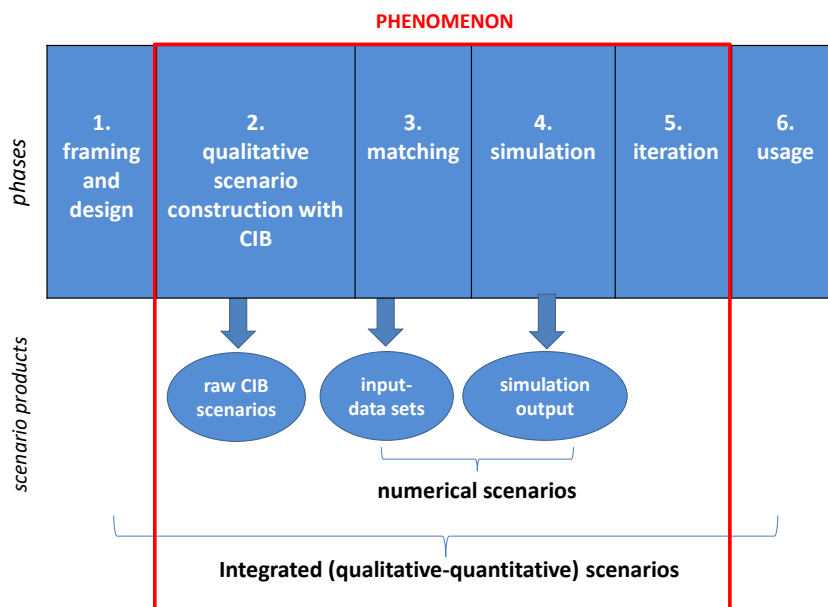 PHENOMENON
phases
1.
framing
and
design
2.
qualitative
scenario
construction with
CIB
3.
matching
4.
simulation
5.
iteration
6.
usage
scenario products
raw CIB
scenarios
input-
data sets
simulation
output
numerical scenarios
Integrated (qualitative-quantitative) scenarios